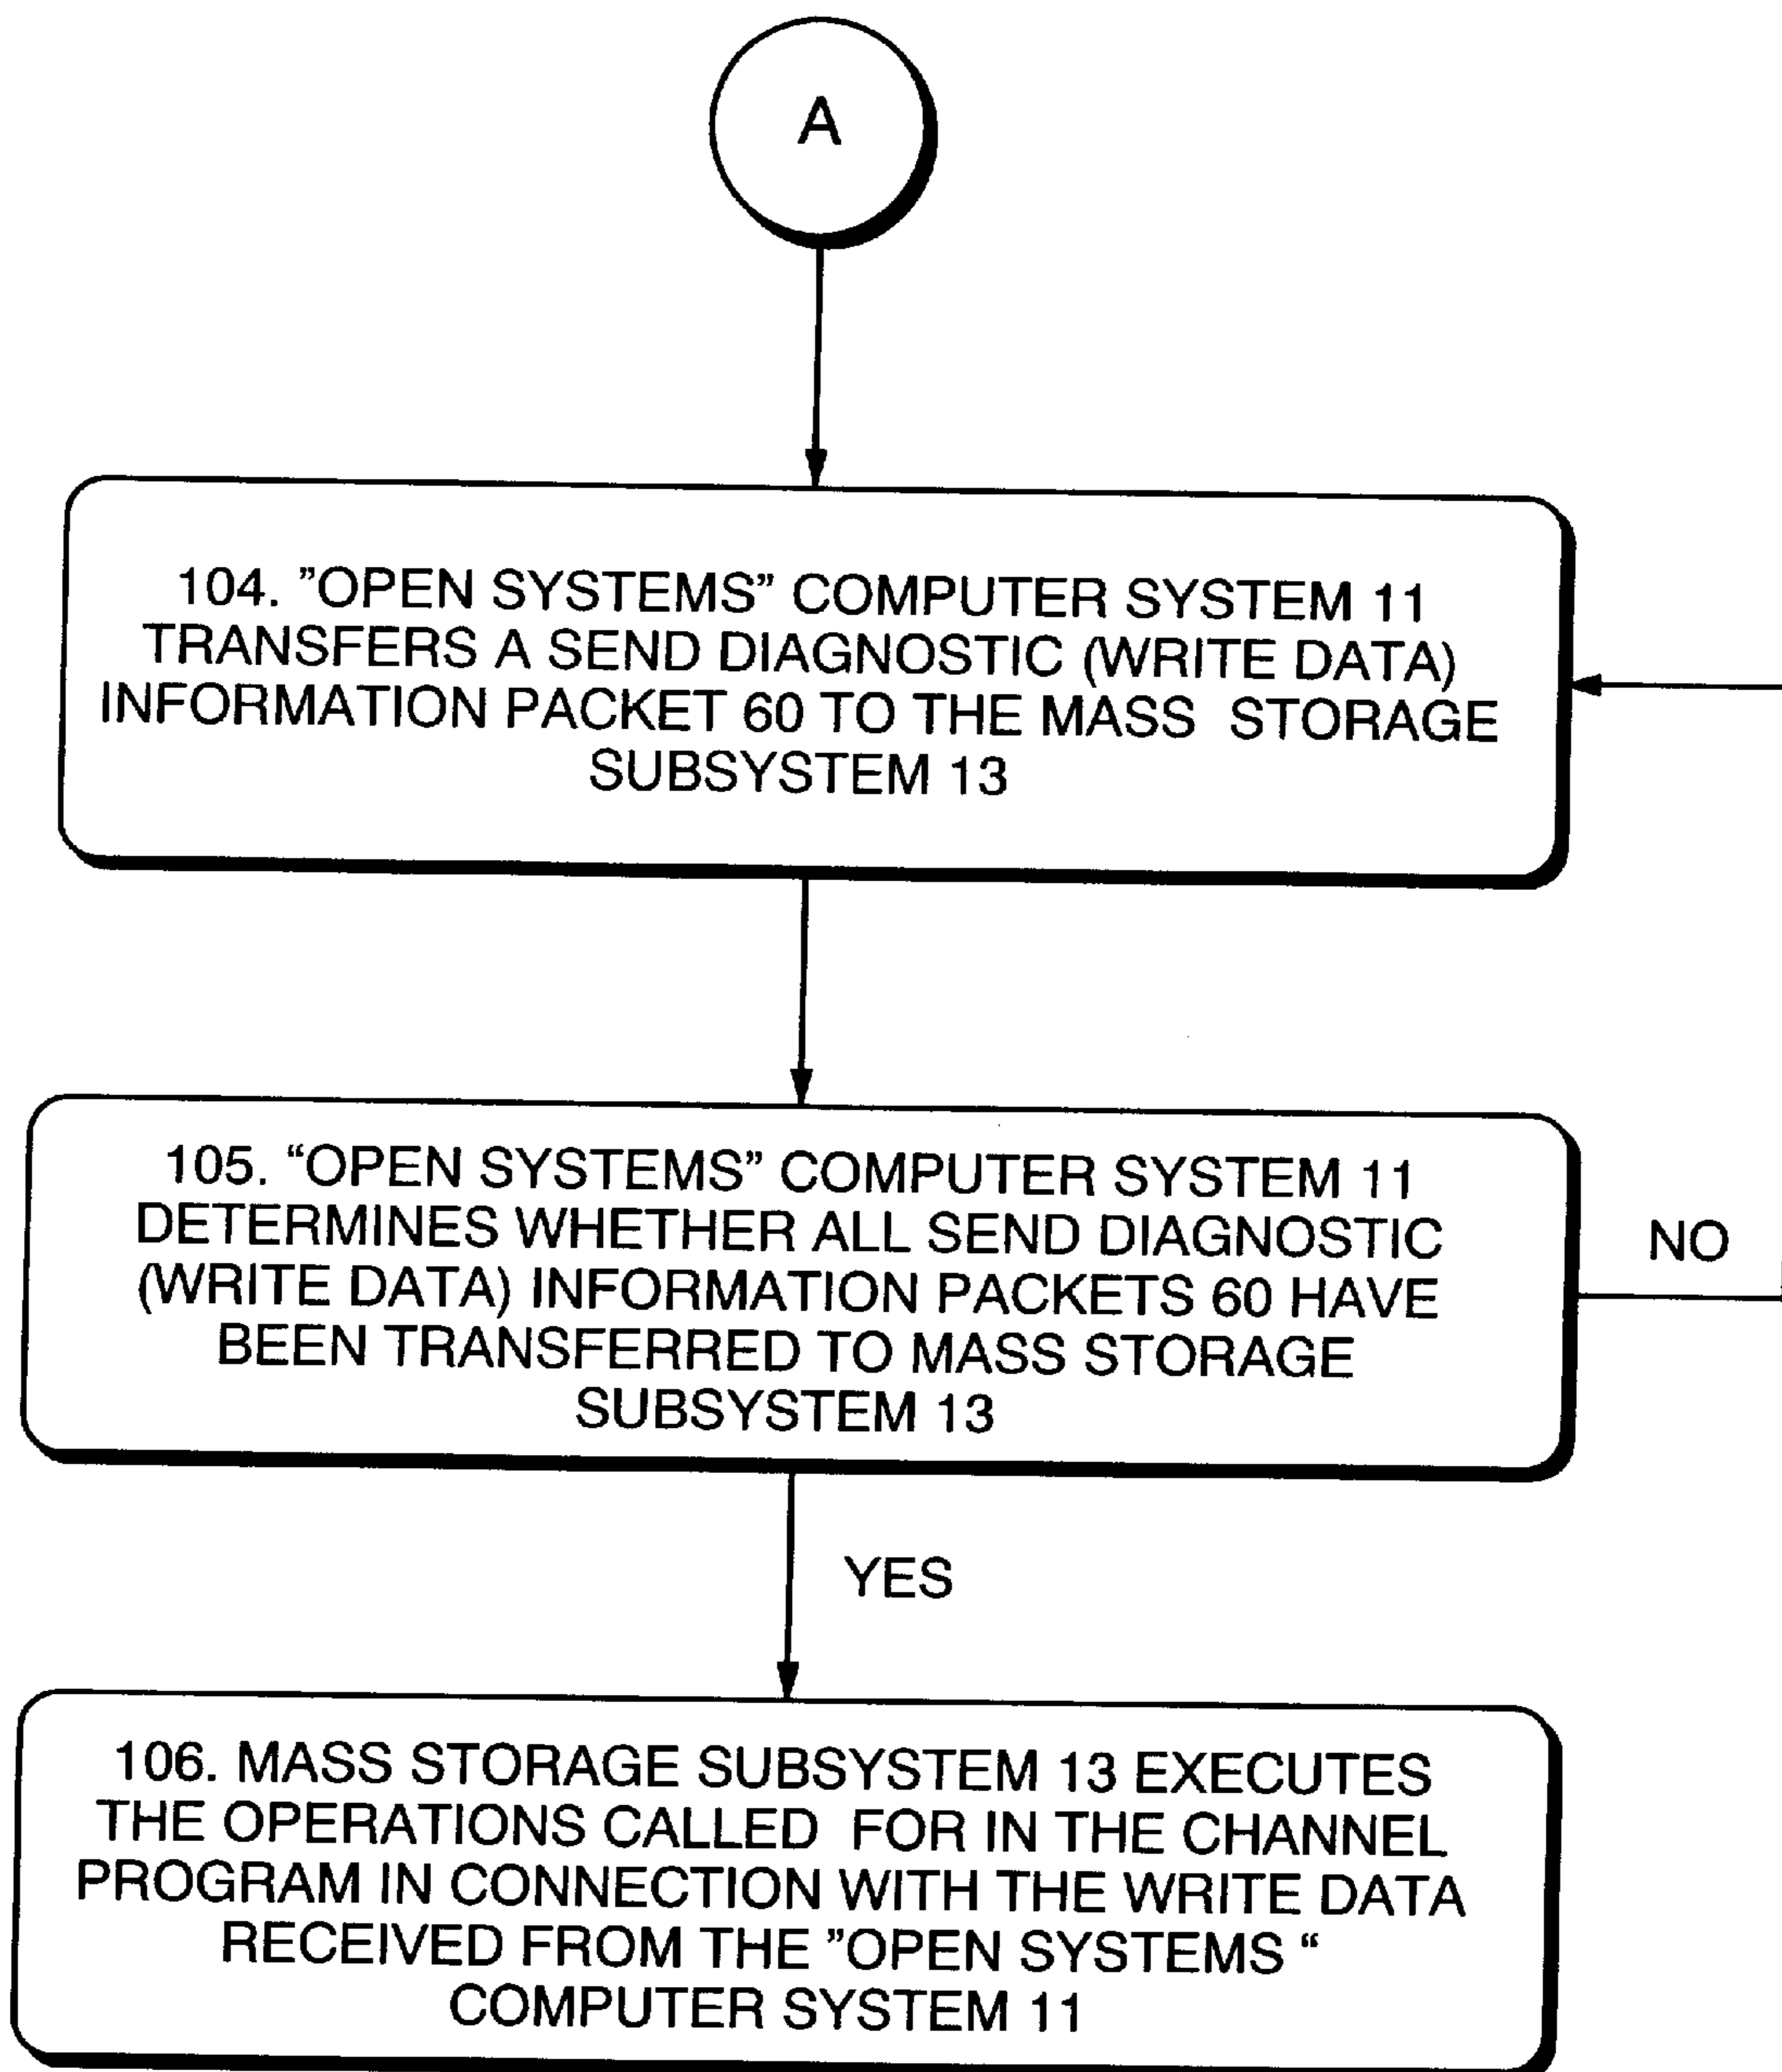 A
104. ”OPEN SYSTEMS” COMPUTER SYSTEM 11
TRANSFERS A SEND DIAGNOSTIC (WRITE DATA)
INFORMATION PACKET 60 TO THE MASS STORAGE
SUBSYSTEM 13
105. “OPEN SYSTEMS” COMPUTER SYSTEM 11
DETERMINES WHETHER ALL SEND DIAGNOSTIC
(WRITE DATA) INFORMATION PACKETS 60 HAVE
BEEN TRANSFERRED TO MASS STORAGE
SUBSYSTEM 13
NO
YES
106. MASS STORAGE SUBSYSTEM 13 EXECUTES
THE OPERATIONS CALLED FOR IN THE CHANNEL
PROGRAM IN CONNECTION WITH THE WRITE DATA
RECEIVED FROM THE ”OPEN SYSTEMS “
COMPUTER SYSTEM 11